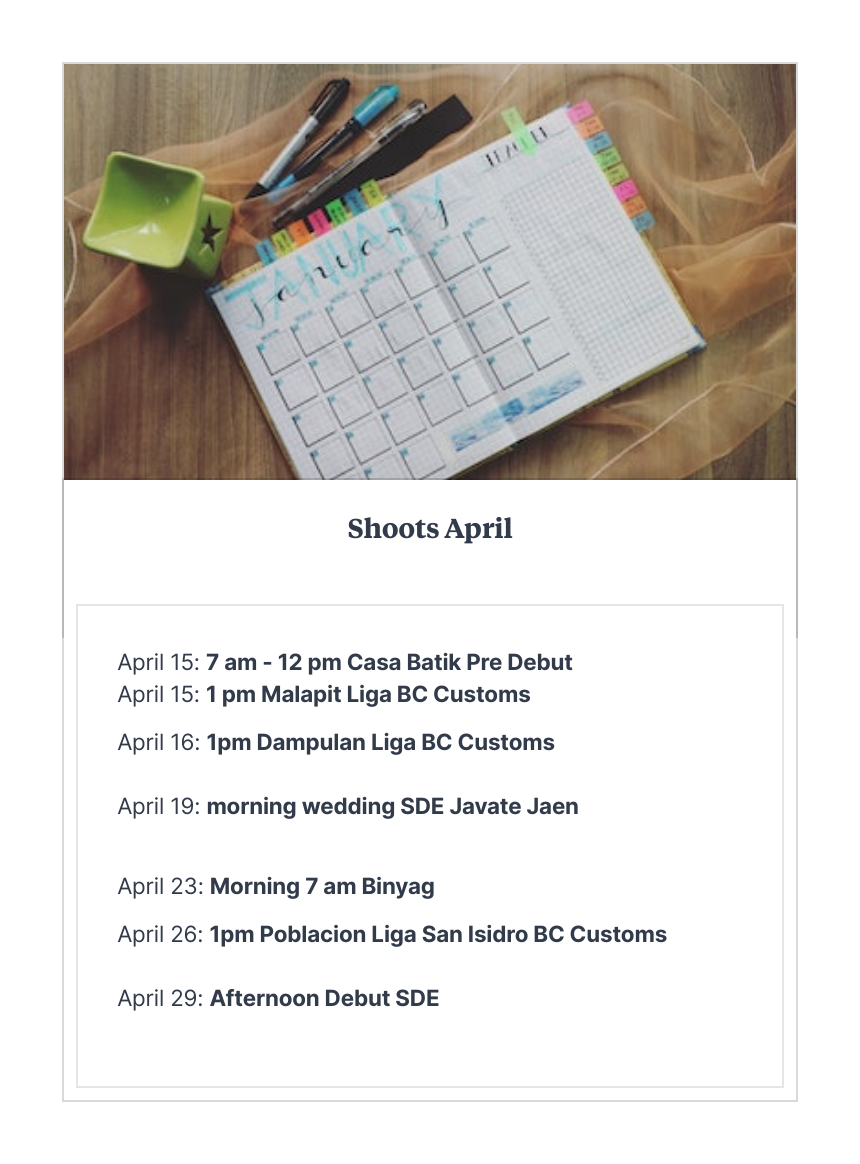 JANUARY
January
Shoots April
April 15: 7 am - 12 pm Casa Batik Pre Debut
April 15: 1 pm Malapit Liga BC Customs
April 16: 1pm Dampulan Liga BC Customs
April 19: morning wedding SDE Javate Jaen
April 23: Morning 7 am Binyag
April 26: 1pm Poblacion Liga San Isidro BC Customs
April 29: Afternoon Debut SDE